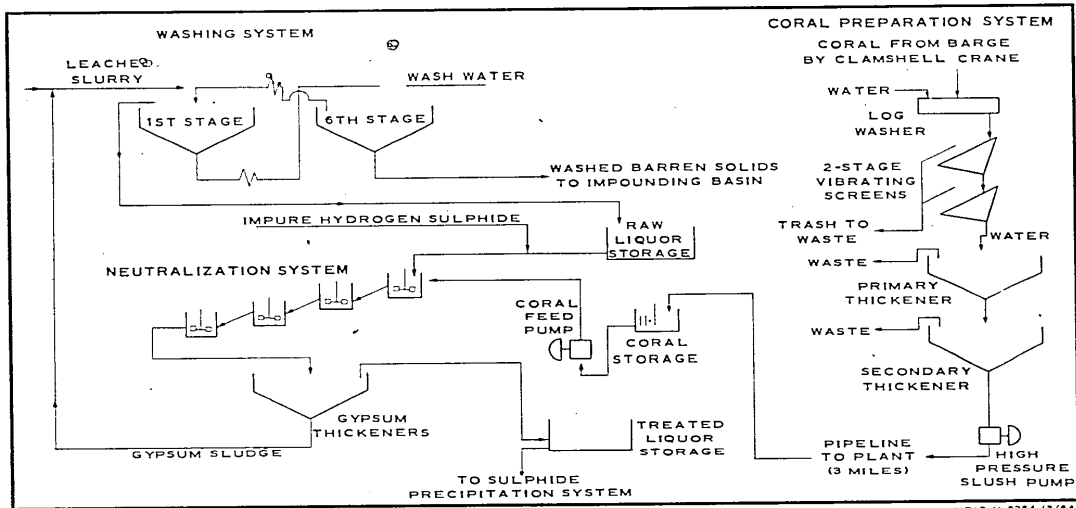 WASHING SYSTEM
LEACHED
SLURRY
WASH WATER
1ST STAGE
6TH STAGE
WASHED BARREN SOLIDS
TO IMPOUNDING BASIN
IMPURE HYDROGEN SULPHIDE
RAW
LIQUOR
STORAGE
NEUTRALIZATION SYSTEM
CORAL
FEED
PUMP
CORAL
STORAGE
GYPSUM
THICKENERS
GYPSUM SLUDGE
TREATED
LIQUOR
STORAGE
TO SULPHIDE
PRECIPITATION SYSTEM
CORAL PREPARATION SYSTEM
CORAL FROM BARGE
BY CLAMSHELL CRANE
WATER
LOG
WASHER
2-STAGE
VIBRATING
SCREENS
TRASH TO
WASTE
WATER
WASTE
PRIMARY
THICKENER
WASTE
SECONDARY
THICKENER
PIPELINE
TO PLANT
(3 MILES)
HIGH
PRESSURE
SLUSH PUMP